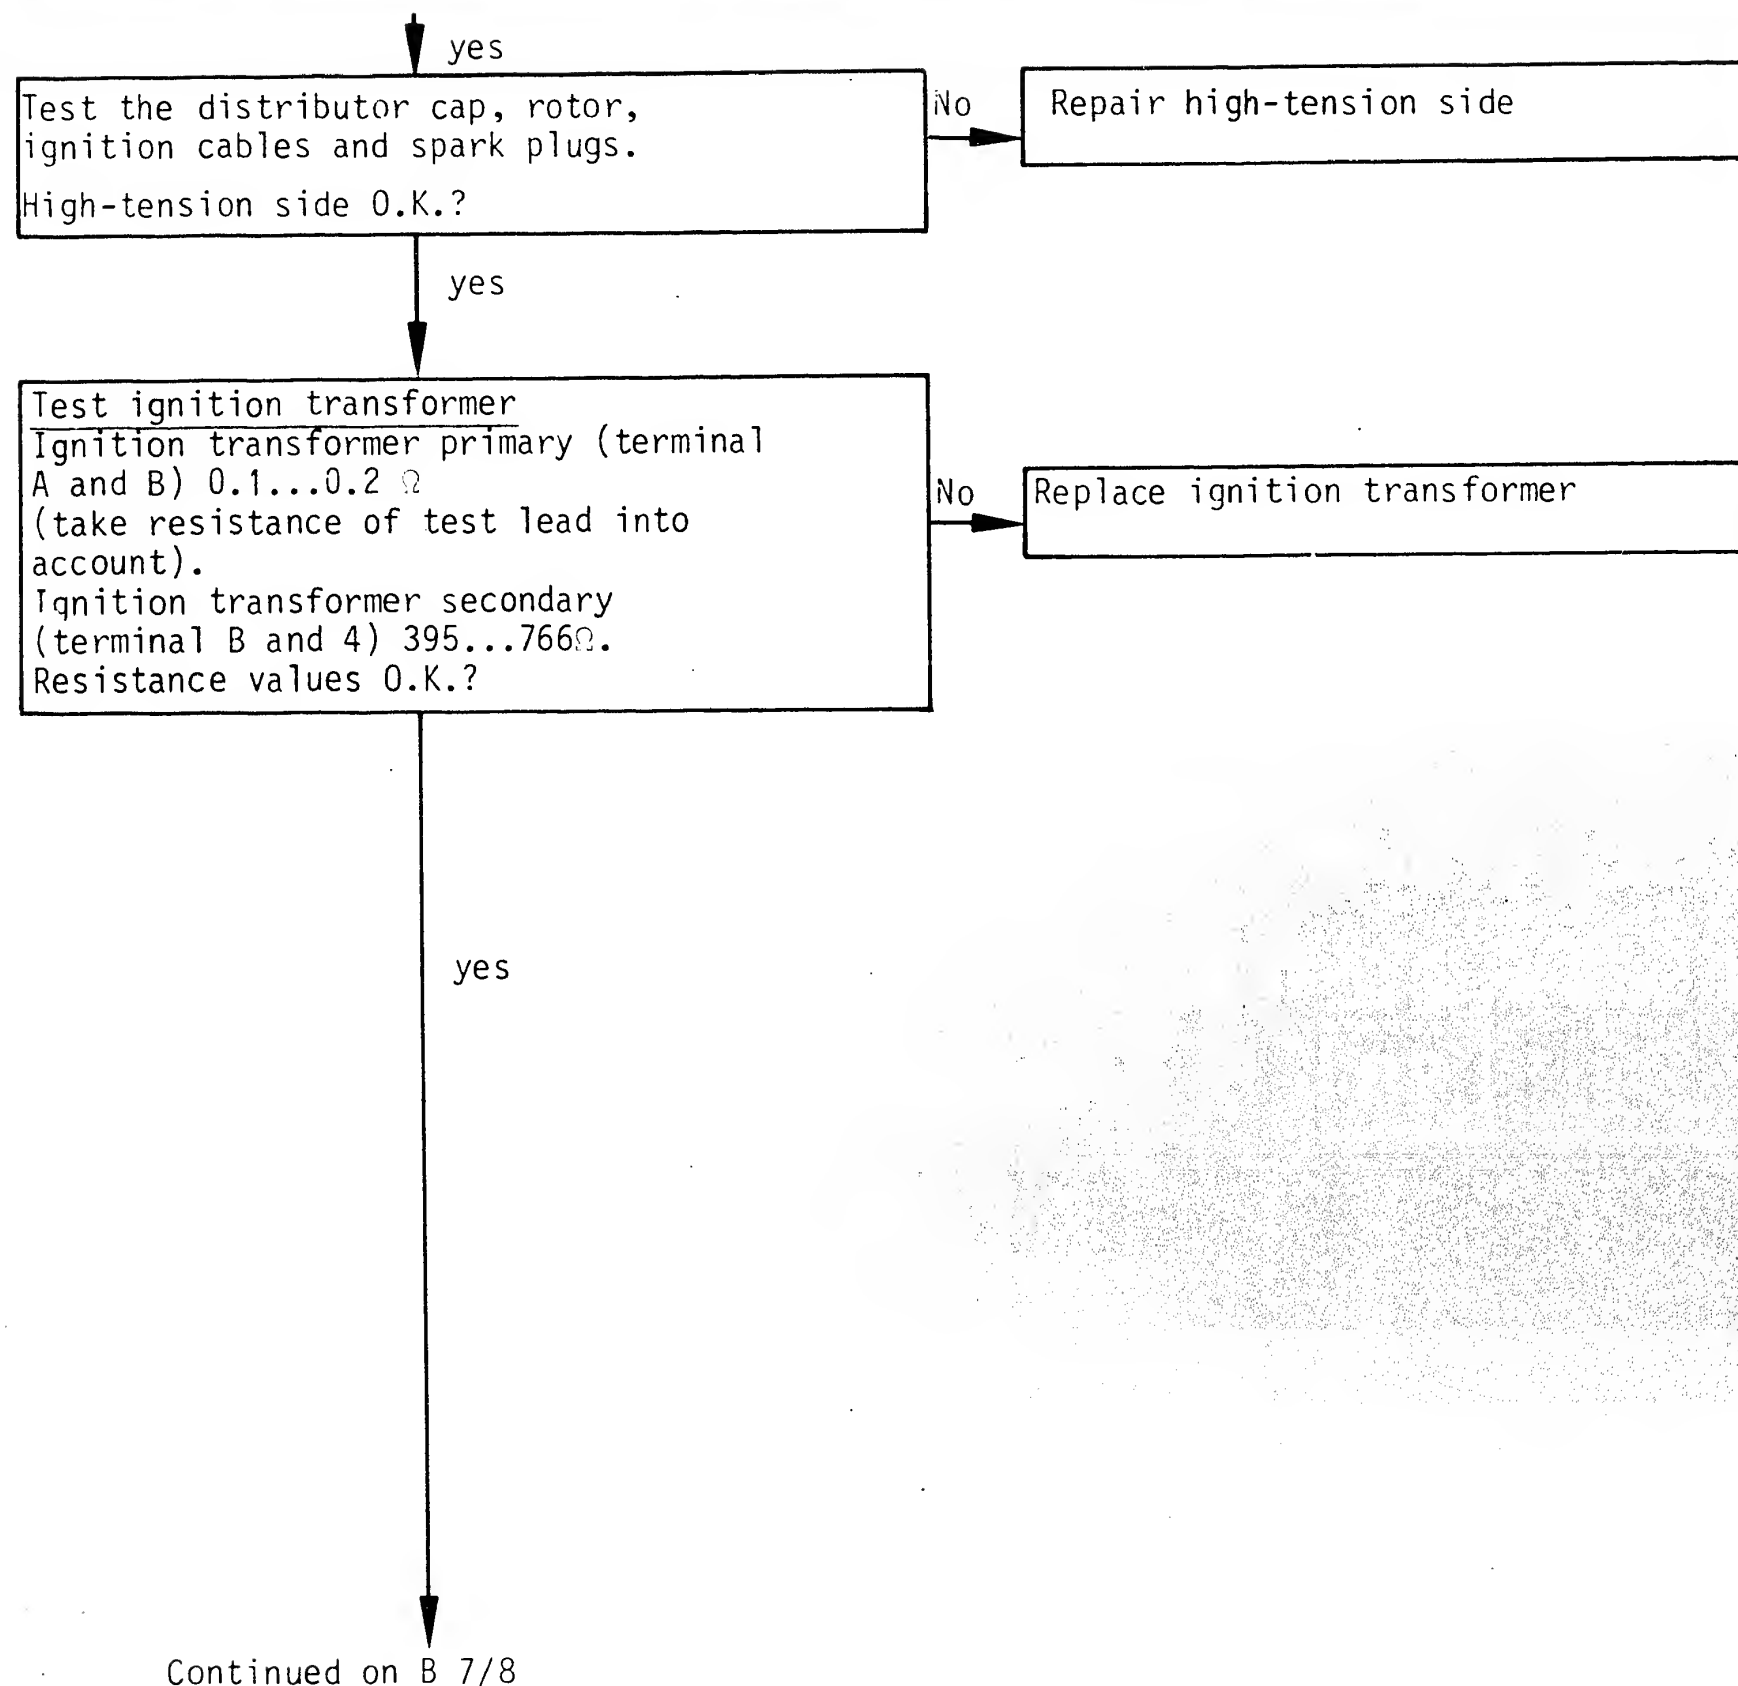 yes
Test the distributor cap, rotor,
ignition cables and spark plugs.
High-tension side O.K.?
No
Repair high-tension side
yes
Test ignition transformer
Ignition transformer primary (terminal
A and B) 0.1...0.2 Ω
(take resistance of test lead into
account).
Ignition transformer secondary
(terminal B and 4) 395...766Ω.
Resistance values O.K.?
No
Replace ignition transformer
yes
Continued on B 7/8